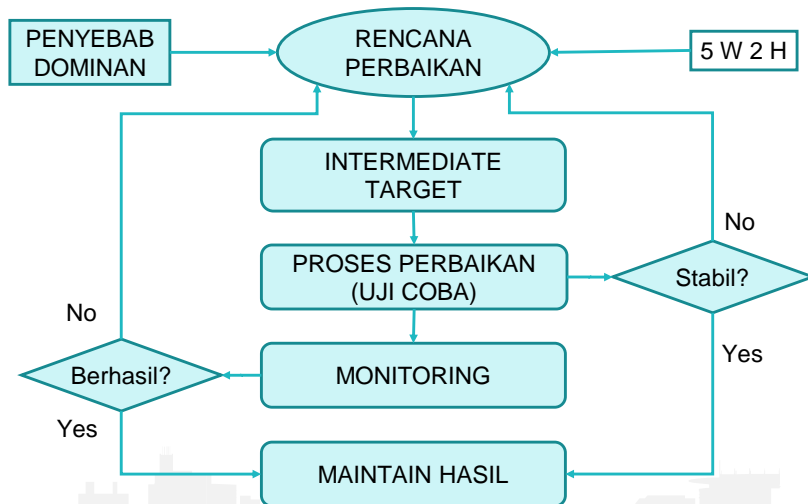 PENYEBAB
DOMINAN
RENCANA
PERBAIKAN
5 W 2 H
INTERMEDIATE
TARGET
No
PROSES PERBAIKAN
(UJI COBA)
Stabil?
No
Yes
Berhasil?
MONITORING
Yes
MAINTAIN HASIL